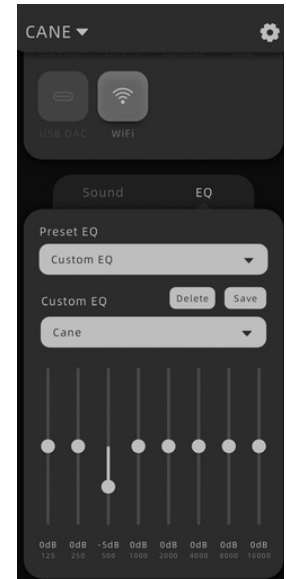 CANE
USB DAC WiFi
Sound EQ
Preset EQ
Custom EQ
Custom EQ Delete Save
Cane
0dB 0dB -5dB 0dB 0dB 0dB 0dB 0dB
125 250 500 1000 2000 4000 8000 16000